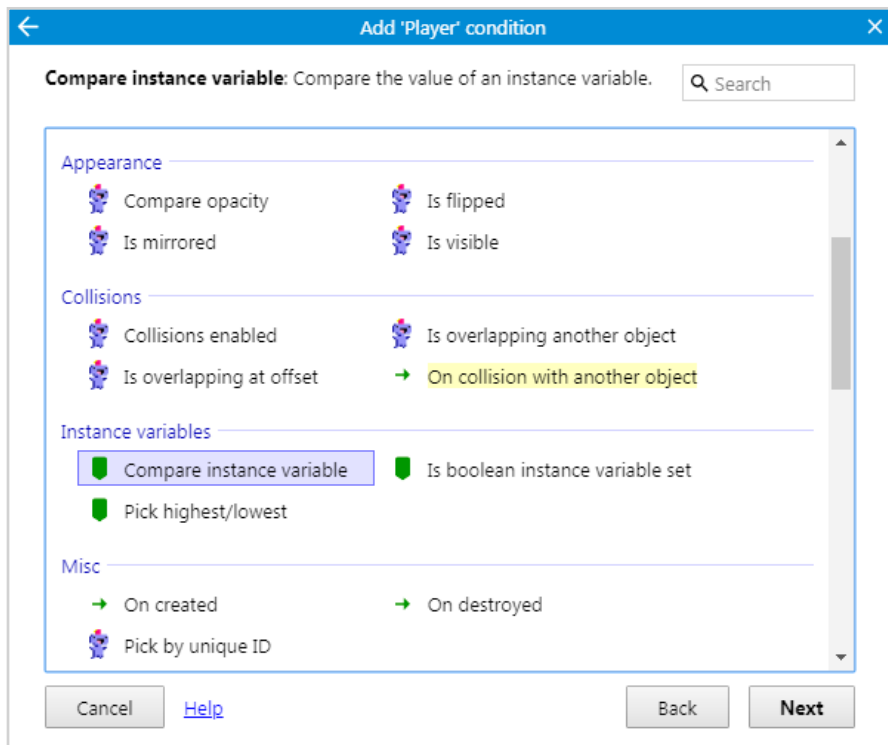 Add 'Player' condition
Compare instance variable: Compare the value of an instance variable.
Search
Appearance
Compare opacity
Is flipped
Is mirrored
Is visible
Collisions
Collisions enabled
Is overlapping another object
Is overlapping at offset
On collision with another object
Instance variables
Compare instance variable
Is boolean instance variable set
Pick highest/lowest
Misc
On created
On destroyed
Pick by unique ID
Cancel
Help
Back
Next